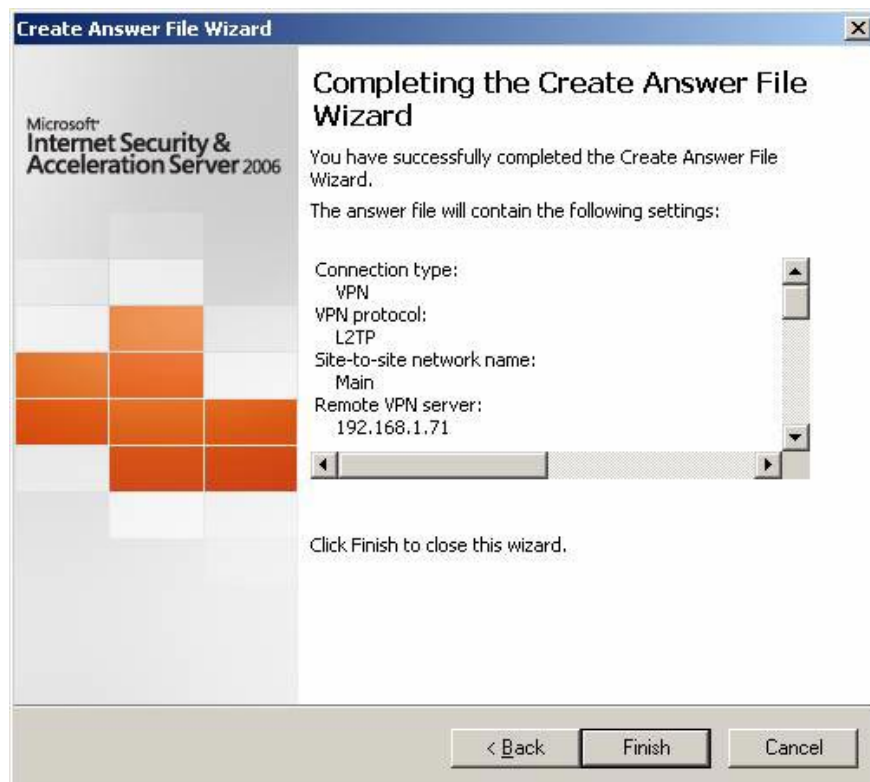 Create Answer File Wizard
Microsoft
Internet Security &
Acceleration Server 2006
Completing the Create Answer File
Wizard
You have successfully completed the Create Answer File
Wizard.
The answer file will contain the following settings:
Connection type:
VPN
VPN protocol:
L2TP
Site-to-site network name:
Main
Remote VPN server:
192.168.1.71
Click Finish to close this wizard.
< Back
Finish
Cancel